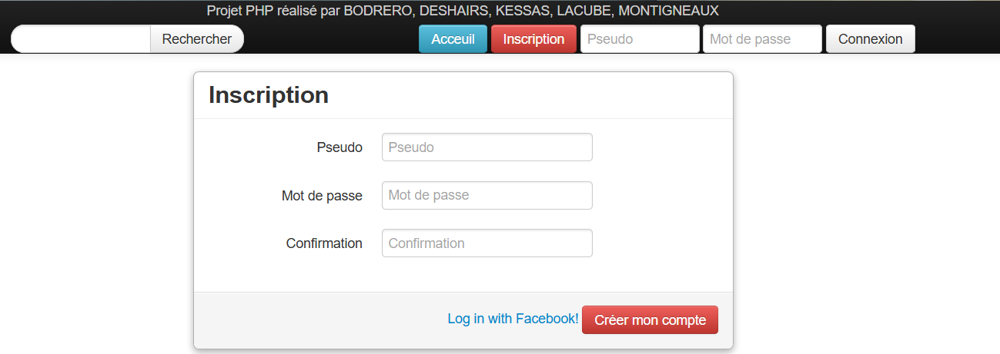 Projet PHP réalisé par BODRERO, DESHAIRS, KESSAS, LACUBE, MONTIGNEAUX
Rechercher Acceuil Inscription Pseudo Mot de passe Connexion
Inscription
Pseudo Pseudo
Mot de passe Mot de passe
Confirmation Confirmation
Log in with Facebook! Créer mon compte